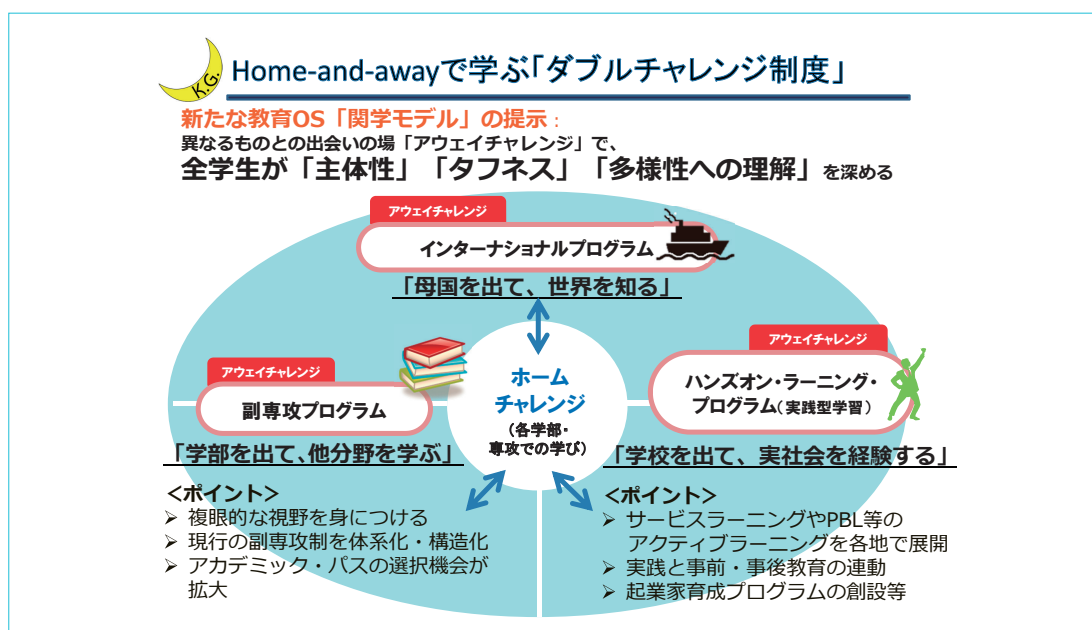 K.G.
Home-and-awayで学ぶ「ダブルチャレンジ制度」
新たな教育OS「関学モデル」の提示：
異なるものとの出会いの場「アウェイチャレンジ」で、
全学生が「主体性」「タフネス」「多様性への理解」を深める
アウェイチャレンジ
インターナショナルプログラム
「母国を出て、世界を知る」
アウェイチャレンジ
副専攻プログラム
「学部を出て、他分野を学ぶ」
＜ポイント＞
➢ 複眼的な視野を身につける
➢ 現行の副専攻制を体系化・構造化
➢ アカデミック・パスの選択機会が
拡大
ホーム
チャレンジ
（各学部・
専攻での学び）
アウェイチャレンジ
ハンズオン・ラーニング・
プログラム（実践型学習）
「学校を出て、実社会を経験する」
＜ポイント＞
➢ サービスラーニングやPBL等の
アクティブラーニングを各地で展開
➢ 実践と事前・事後教育の連動
➢ 起業家育成プログラムの創設等